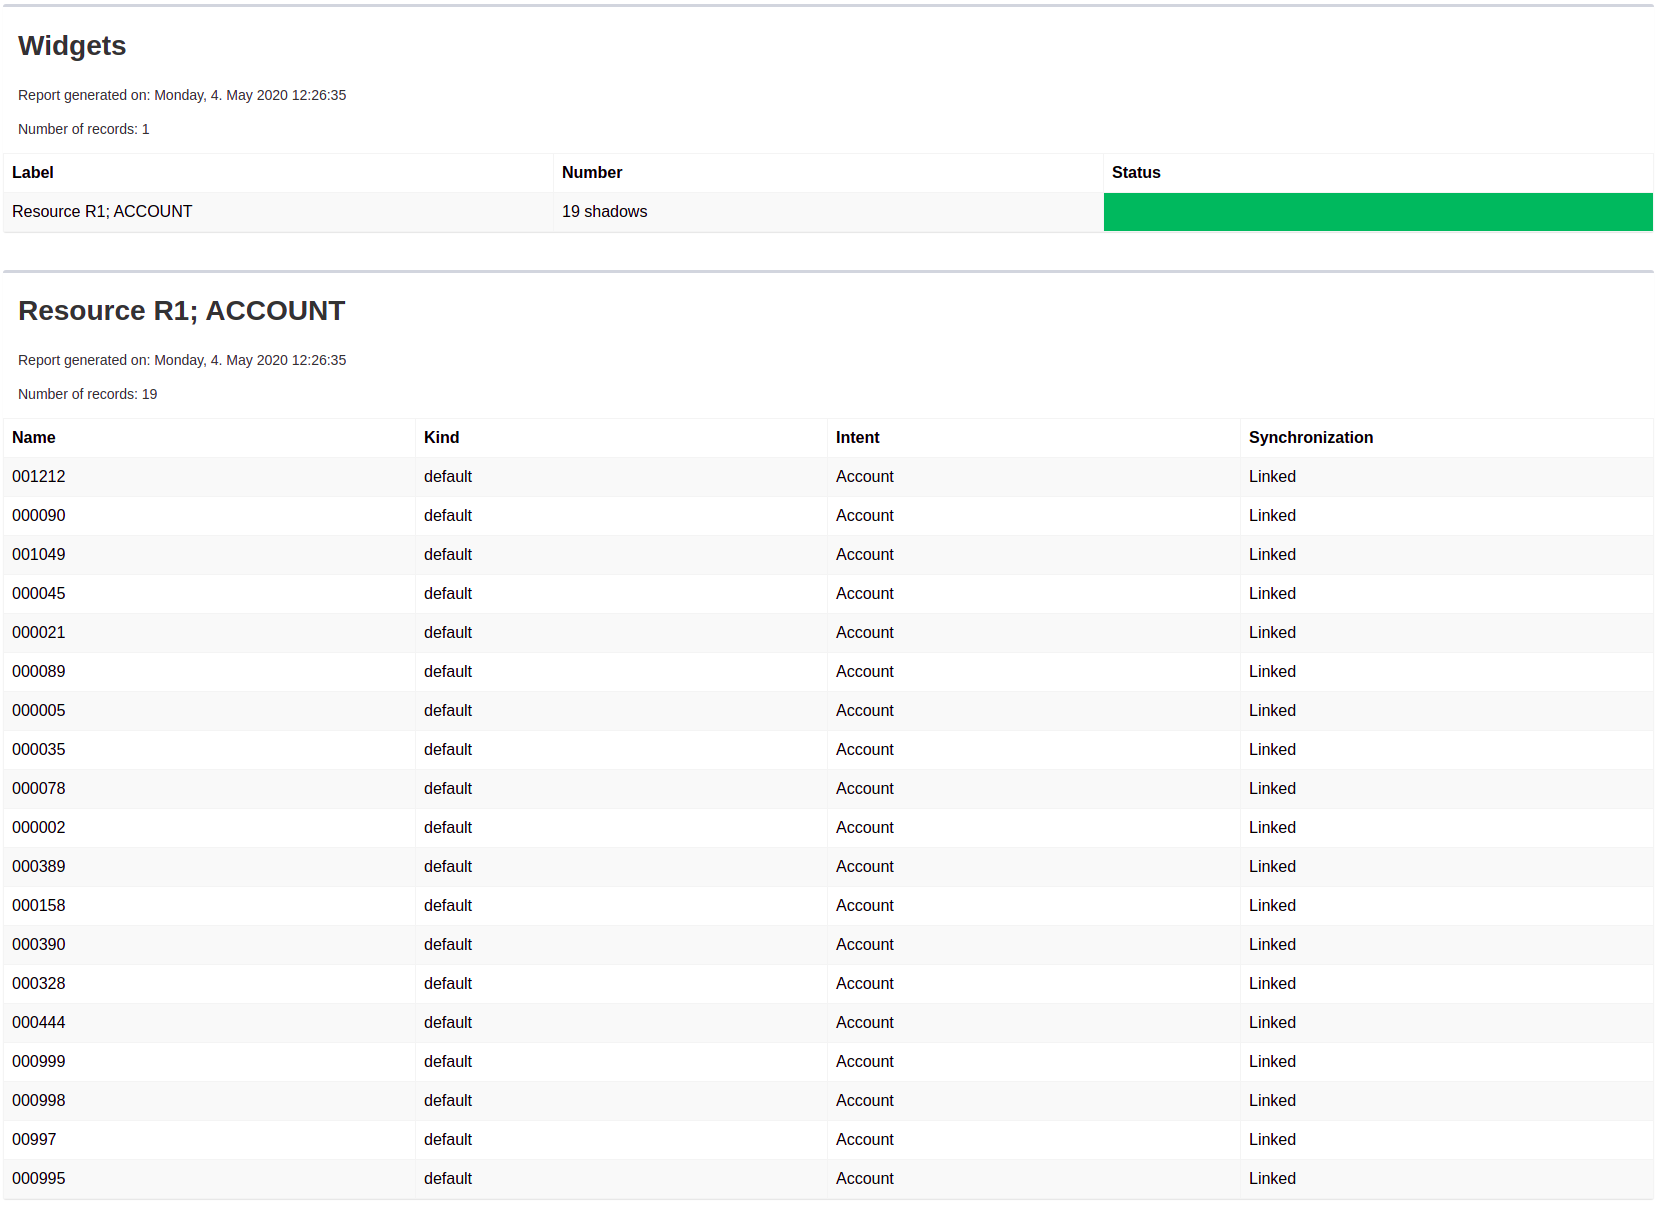 Widgets
Report generated on: Monday, 4. May 2020 12:26:35
Number of records: 1
Label Number Status
Resource R1; ACCOUNT 19 shadows
Resource R1; ACCOUNT
Report generated on: Monday, 4. May 2020 12:26:35
Number of records: 19
Name Kind Intent Synchronization
001212 default Account Linked
000090 default Account Linked
001049 default Account Linked
000045 default Account Linked
000021 default Account Linked
000089 default Account Linked
000005 default Account Linked
000035 default Account Linked
000078 default Account Linked
000002 default Account Linked
000389 default Account Linked
000158 default Account Linked
000390 default Account Linked
000328 default Account Linked
000444 default Account Linked
000999 default Account Linked
000998 default Account Linked
00997 default Account Linked
000995 default Account Linked